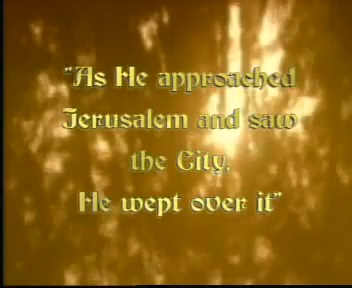 "As He approached
Jerusalem and saw
the City,
He wept over it"